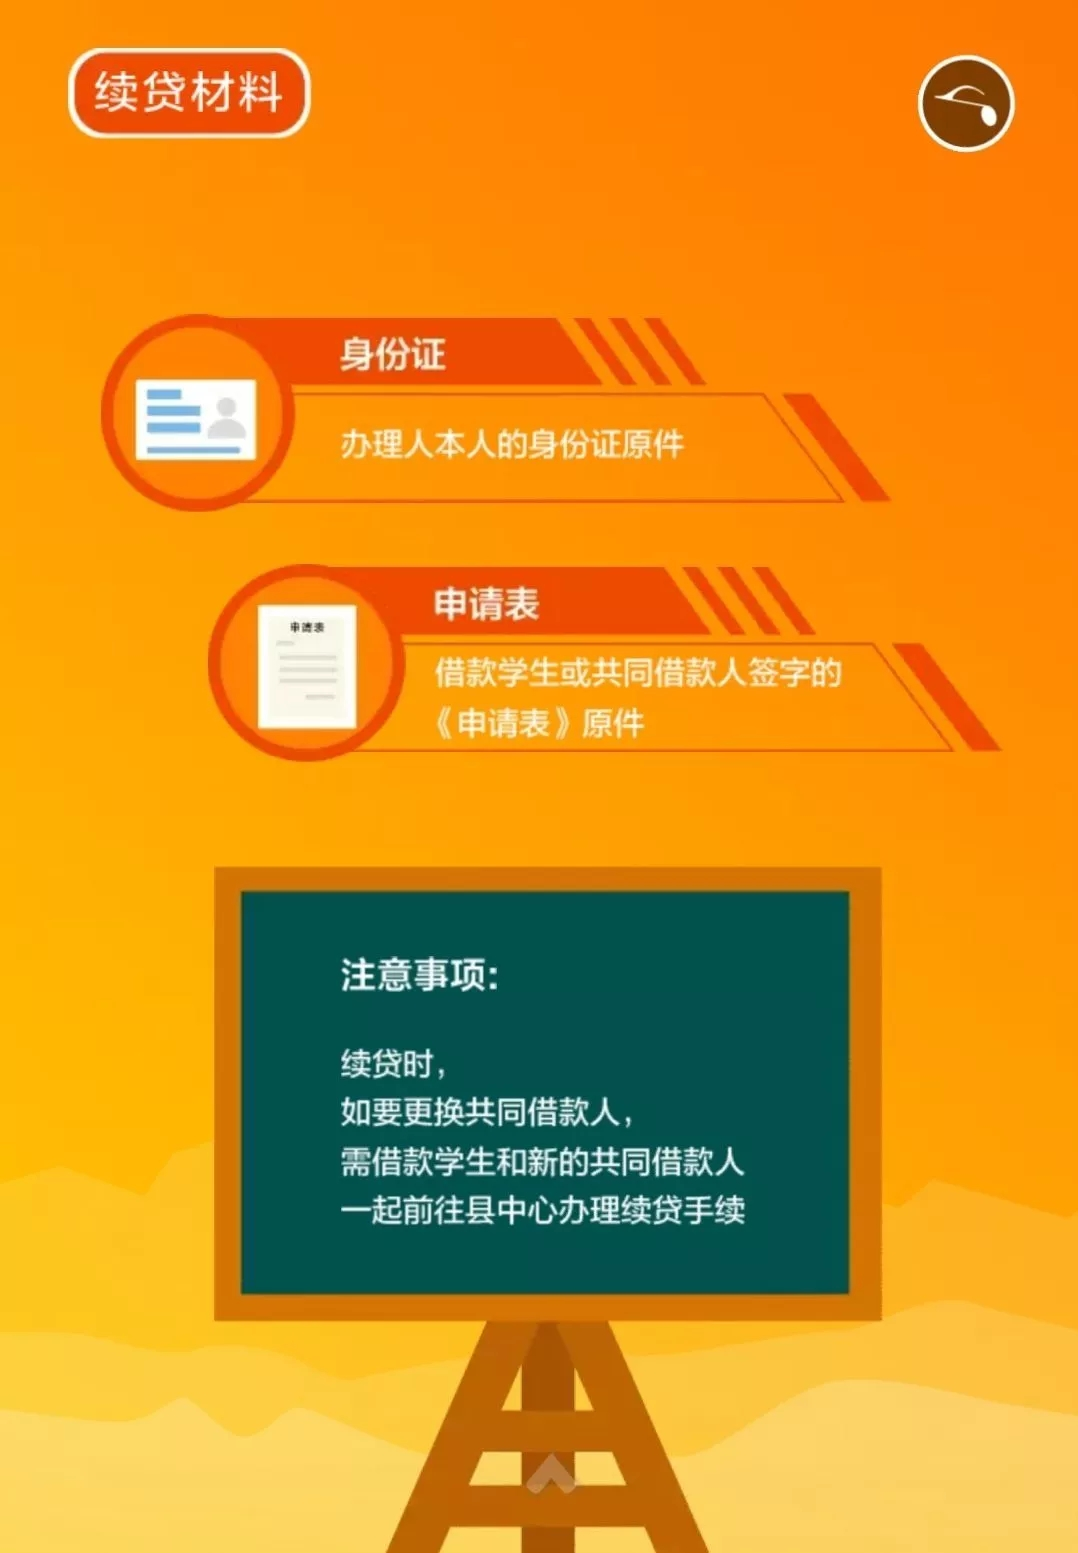 续贷材料
身份证
办理人本人的身份证原件
申请表
申请表
借款学生或共同借款人签字的
《申请表》原件
注意事项:
续贷时，
如要更换共同借款人，
需借款学生和新的共同借款人
一起前往县中心办理续贷手续